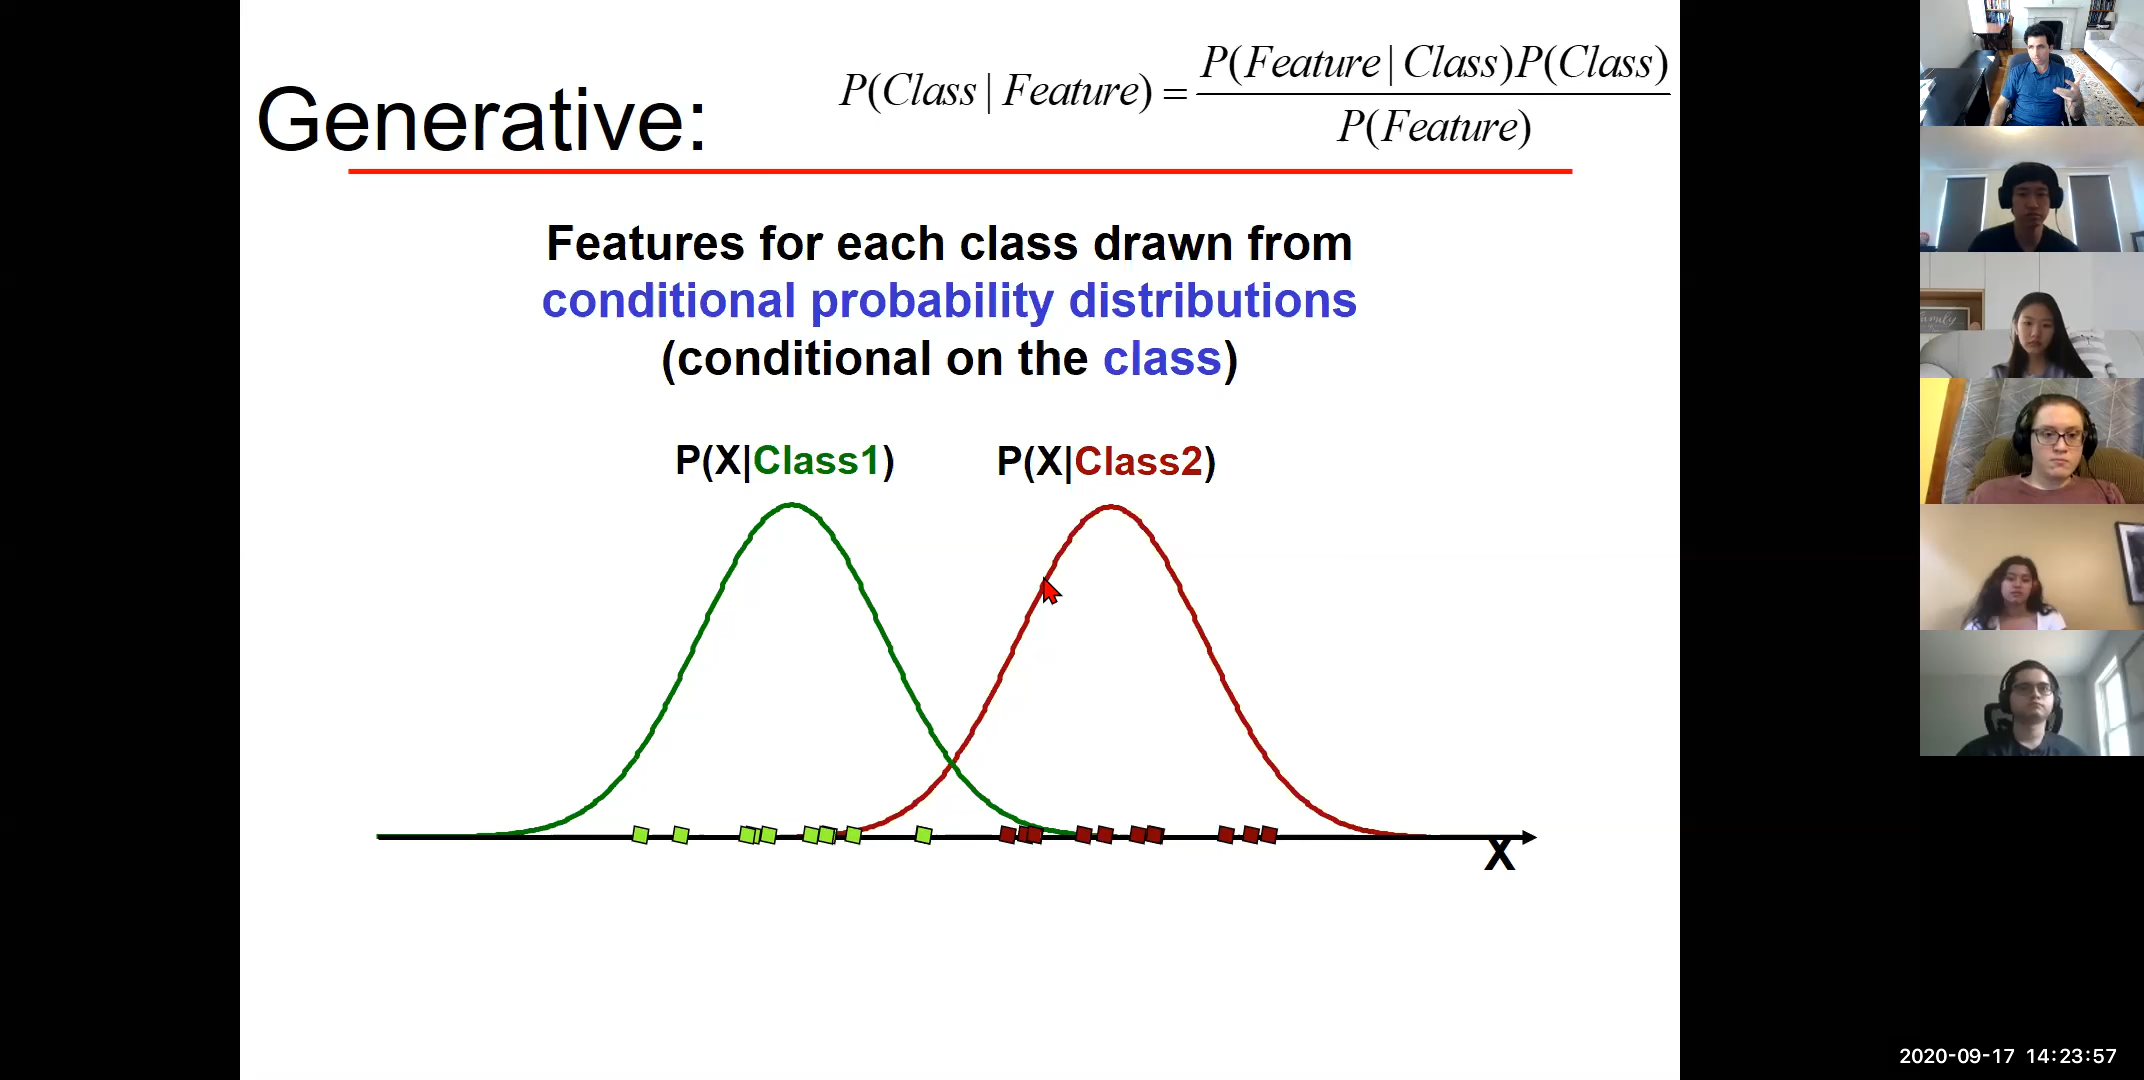 Generative:
P(Class | Feature) = P(Feature | Class)P(Class) / P(Feature)
Features for each class drawn from
conditional probability distributions
(conditional on the class)
P(X|Class1)
P(X|Class2)
X
family
2020-09-17 14:23:57